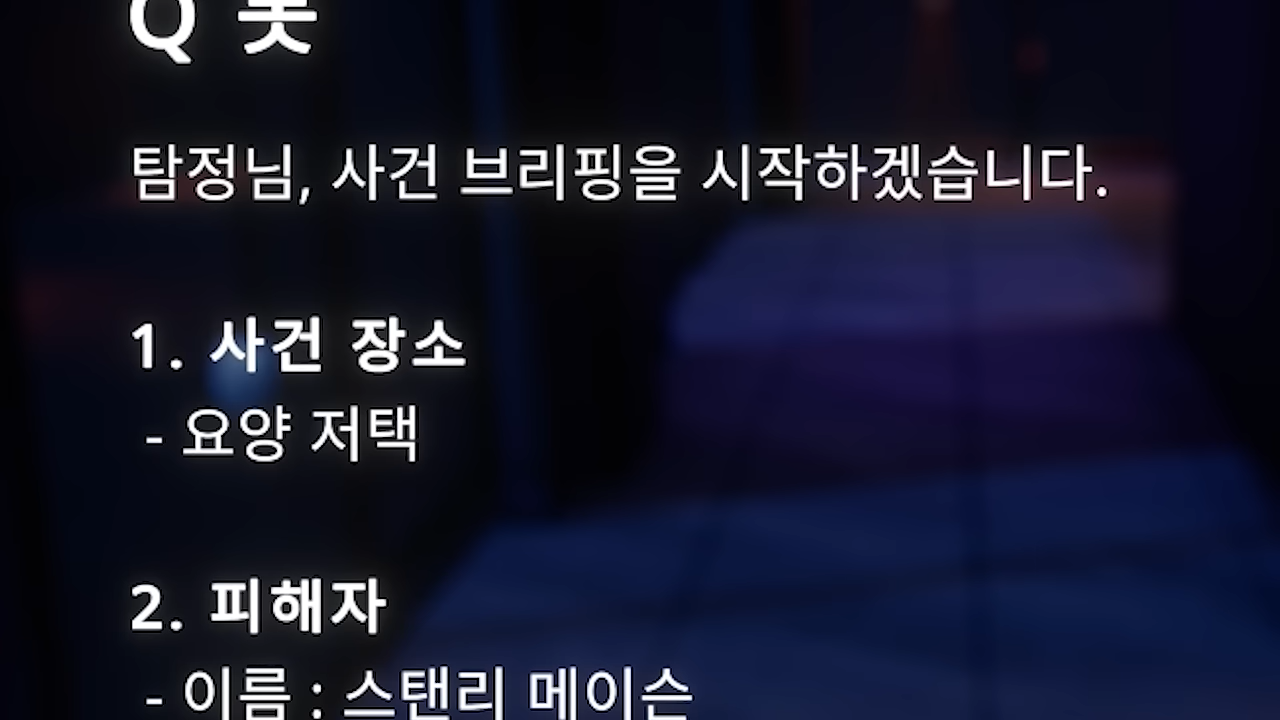 Q 봇
탐정님, 사건 브리핑을 시작하겠습니다.
1. 사건 장소
- 요양 저택
2. 피해자
- 이름 : 스탠리 메이슨